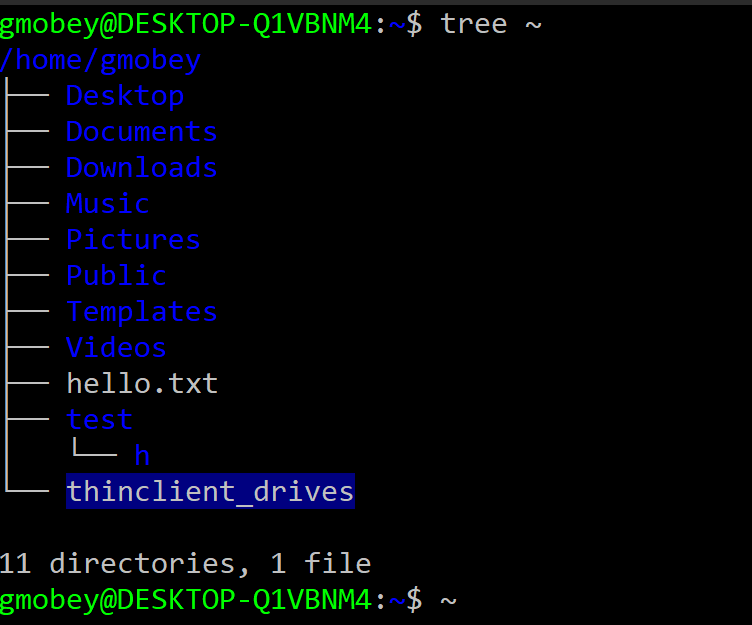 gmobey@DESKTOP-Q1VBNM4:~$ tree ~
/home/gmobey
├── Desktop
├── Documents
├── Downloads
├── Music
├── Pictures
├── Public
├── Templates
├── Videos
├── hello.txt
├── test
│   └── h
└── thinclient_drives
11 directories, 1 file
gmobey@DESKTOP-Q1VBNM4:~$ ~